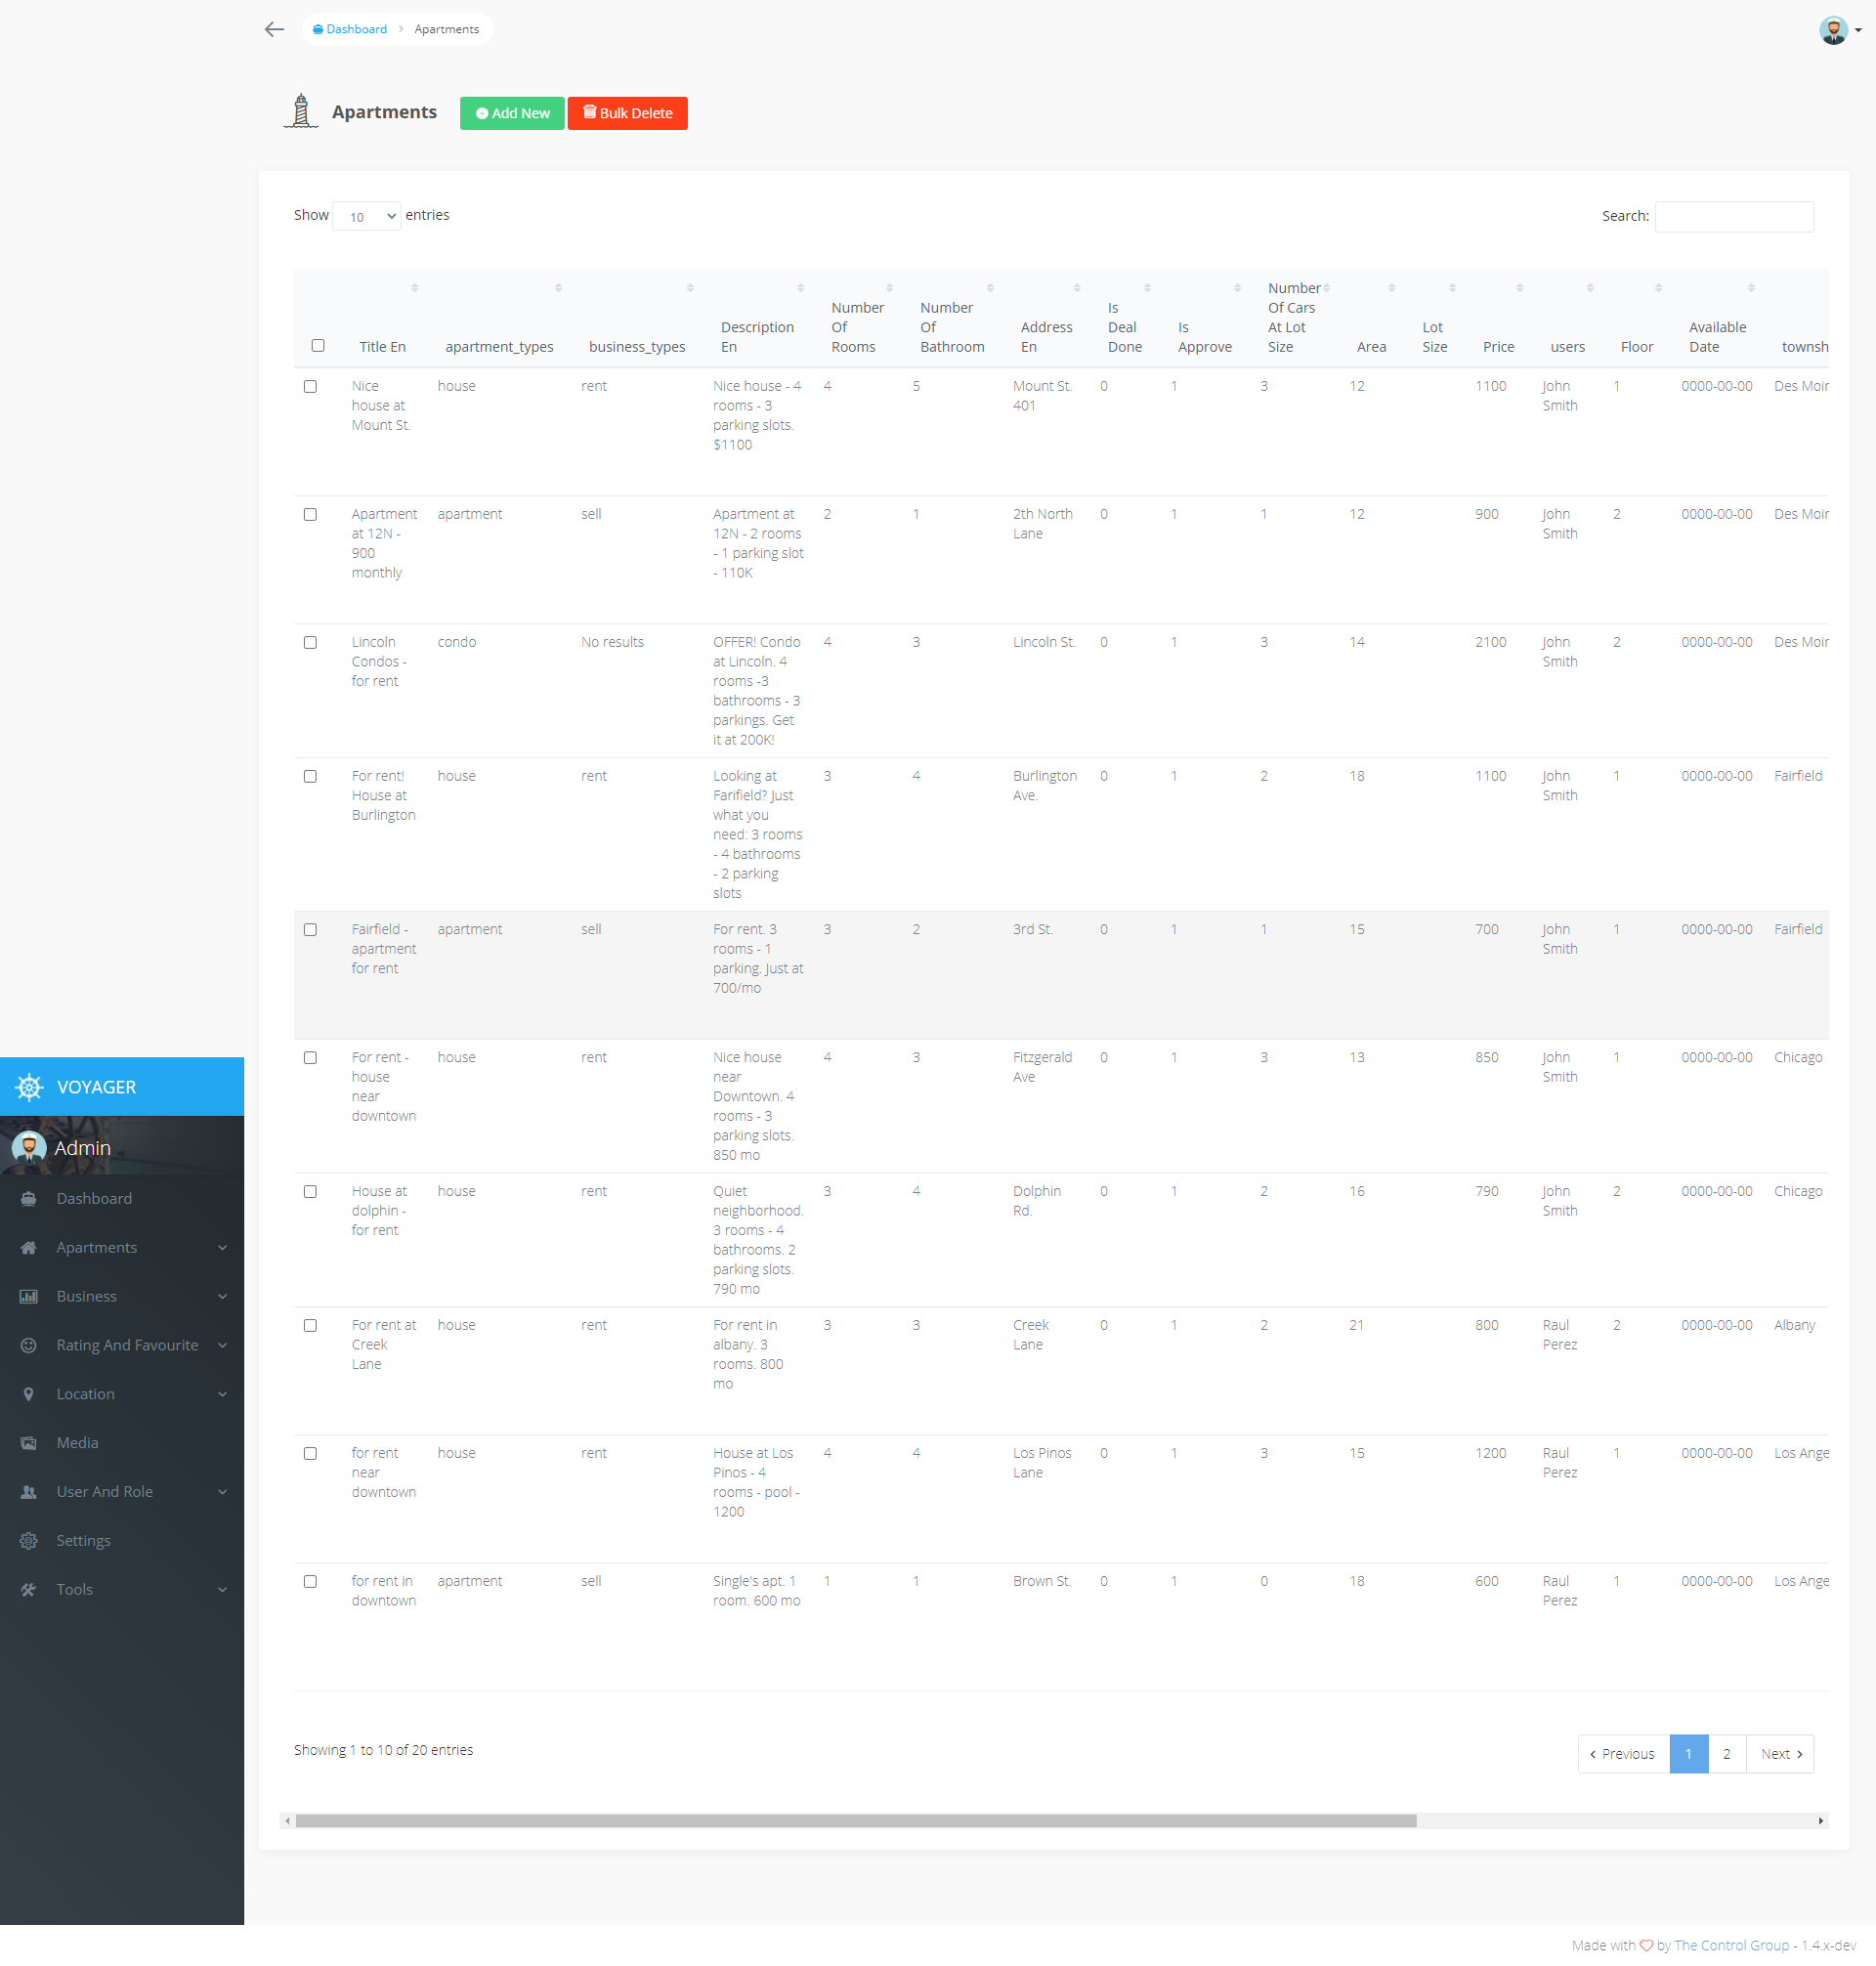 Dashboard > Apartments
Apartments Add New Bulk Delete
Show 10 entries Search:
Title En apartment_types business_types Description En Number Of Rooms Number Of Bathroom Address En Is Deal Done Is Approve Number Of Cars At Lot Size Area Lot Size Price users Floor Available Date townsh
Nice house at Mount St. house rent Nice house - 4 rooms - 3 parking slots. $1100 4 5 Mount St. 401 0 1 3 12 1100 John Smith 1 0000-00-00 Des Moin
Apartment at 12N - 900 monthly apartment sell Apartment at 12N - 2 rooms - 1 parking slot - 110K 2 1 2th North Lane 0 1 1 12 900 John Smith 2 0000-00-00 Des Moin
Lincoln Condos - for rent condo No results OFFER! Condo at Lincoln. 4 rooms -3 bathrooms - 3 parkings. Get it at 200K! 4 3 Lincoln St. 0 1 3 14 2100 John Smith 2 0000-00-00 Des Moin
For rent! House at Burlington house rent Looking at Farifield? Just what you need: 3 rooms - 4 bathrooms - 2 parking slots 3 4 Burlington Ave. 0 1 2 18 1100 John Smith 1 0000-00-00 Fairfield
Fairfield - apartment for rent apartment sell For rent. 3 rooms - 1 parking. Just at 700/mo 3 2 3rd St. 0 1 1 15 700 John Smith 1 0000-00-00 Fairfield
For rent - house near downtown house rent Nice house near Downtown. 4 rooms - 3 parking slots. 850 mo 4 3 Fitzgerald Ave 0 1 3 13 850 John Smith 1 0000-00-00 Chicago
House at dolphin - for rent house rent Quiet neighborhood. 3 rooms - 4 bathrooms. 2 parking slots. 790 mo 3 4 Dolphin Rd. 0 1 2 16 790 John Smith 2 0000-00-00 Chicago
For rent at Creek Lane house rent For rent in albany. 3 rooms. 800 mo 3 3 Creek Lane 0 1 2 21 800 Raul Perez 2 0000-00-00 Albany
for rent near downtown house rent House at Los Pinos - 4 rooms - pool - 1200 4 4 Los Pinos Lane 0 1 3 15 1200 Raul Perez 1 0000-00-00 Los Ange
for rent in downtown apartment sell Single's apt. 1 room. 600 mo 1 1 Brown St. 0 1 0 18 600 Raul Perez 1 0000-00-00 Los Ange
Showing 1 to 10 of 20 entries
‹ Previous 1 2 Next ›
VOYAGER
Admin
Dashboard
Apartments
Business
Rating And Favourite
Location
Media
User And Role
Settings
Tools
Made with ♡ by The Control Group - 1.4.x-dev